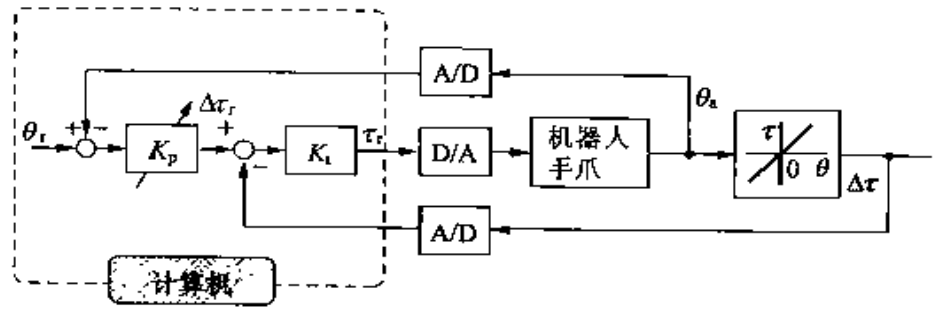 A/D
θₐ
θᵣ
+
−
Kₚ
Δτᵣ
+
−
Kₜ
τᵣ
D/A
机器人
手爪
τ
0 θ
Δτ
A/D
计算机